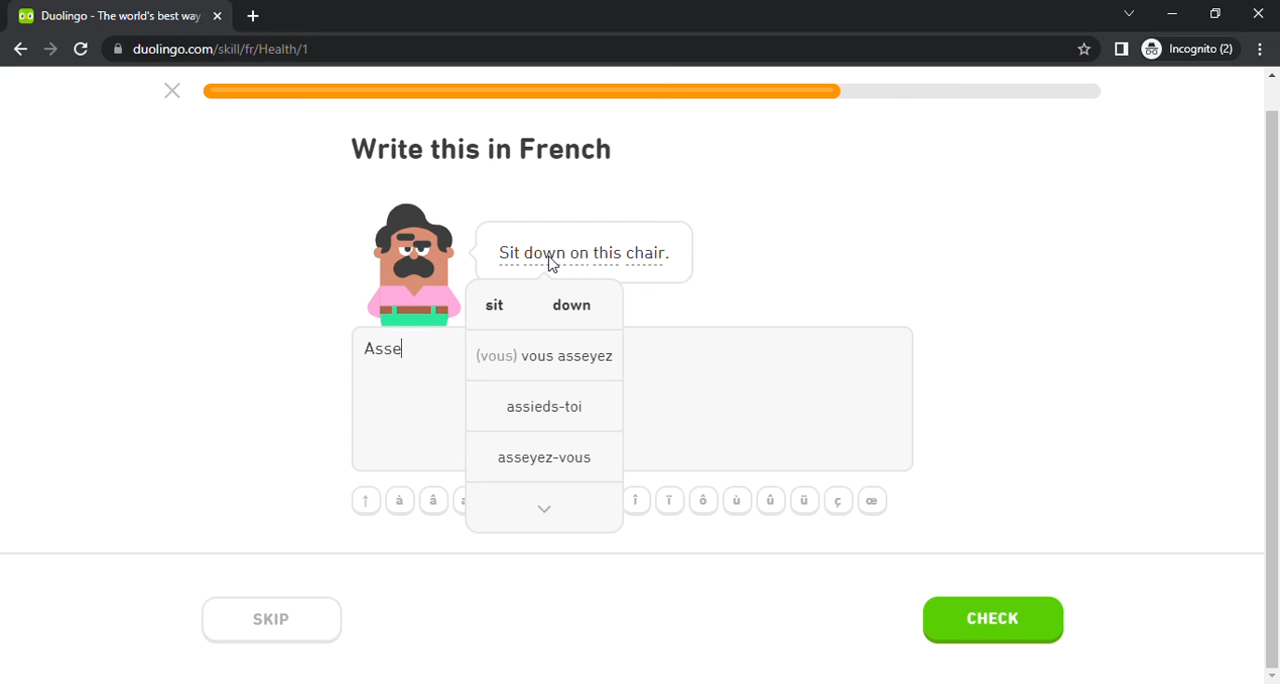 Duolingo - The world's best way
duolingo.com/skill/fr/Health/1
Incognito (2)
Write this in French
Sit down on this chair.
sit down
Asse
(vous) vous asseyez
assieds-toi
asseyez-vous
↑ à â î ï ô ù û ü ç œ
SKIP
CHECK